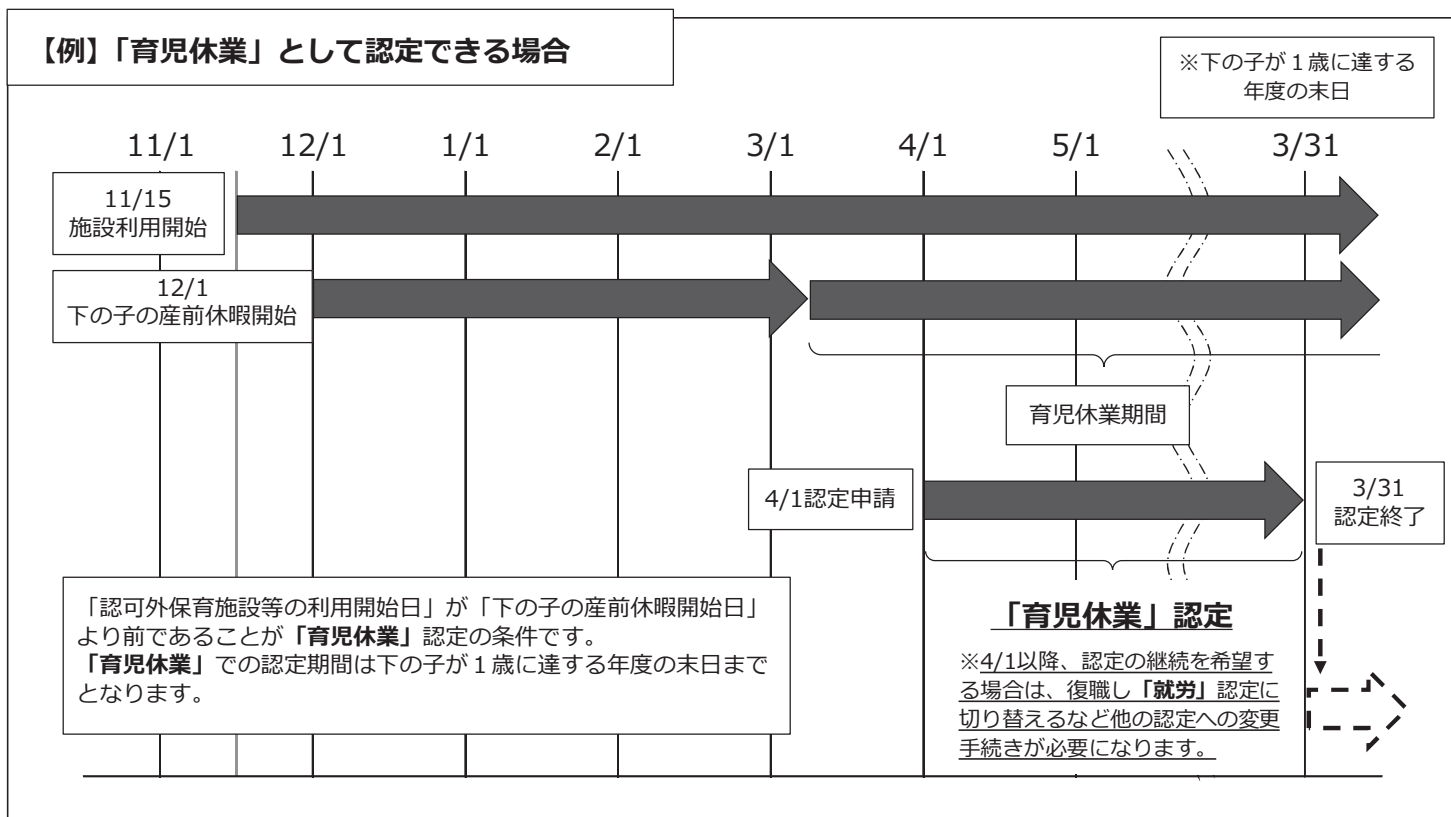 【例】「育児休業」として認定できる場合
※下の子が１歳に達する
年度の末日
11/1
12/1
1/1
2/1
3/1
4/1
5/1
3/31
11/15
施設利用開始
12/1
下の子の産前休暇開始
育児休業期間
4/1認定申請
3/31
認定終了
「認可外保育施設等の利用開始日」が「下の子の産前休暇開始日」
より前であることが「育児休業」認定の条件です。
「育児休業」での認定期間は下の子が１歳に達する年度の末日まで
となります。
「育児休業」認定
※4/1以降、認定の継続を希望す
る場合は、復職し「就労」認定に
切り替えるなど他の認定への変更
手続きが必要になります。